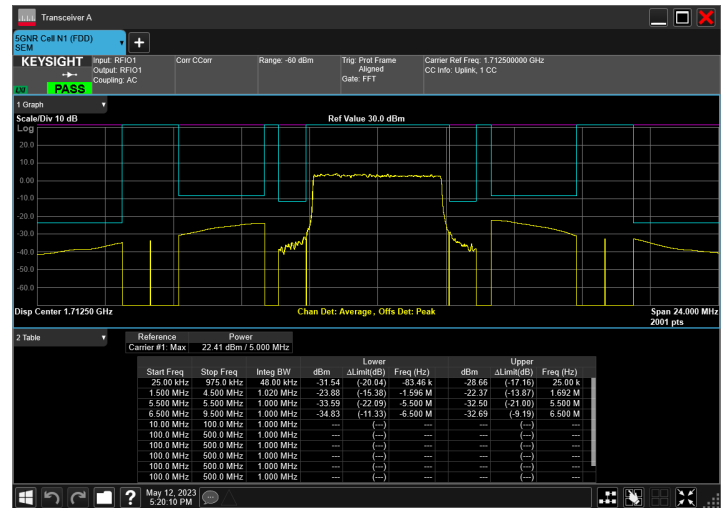 Transceiver A
5GNR Cell N1 (FDD)
SEM
KEYSIGHT Input: RFIO1 Corr CCorr Range: -60 dBm Trig: Prot Frame Carrier Ref Freq: 1.712500000 GHz
Output: RFIO1 Aligned CC Info: Uplink, 1 CC
Coupling: AC Gate: FFT
LXI PASS
1 Graph
Scale/Div 10 dB Ref Value 30.0 dBm
Log
20.0
10.0
0.00
-10.0
-20.0
-30.0
-40.0
-50.0
-60.0
Disp Center 1.71250 GHz Chan Det: Average , Offs Det: Peak Span 24.000 MHz
2001 pts
2 Table Reference Power
Carrier #1: Max 22.41 dBm / 5.000 MHz
Lower Upper
Start Freq Stop Freq Integ BW dBm ΔLimit(dB) Freq (Hz) dBm ΔLimit(dB) Freq (Hz)
25.00 kHz 975.0 kHz 48.00 kHz -31.54 (-20.04) -83.46 k -28.66 (-17.16) 25.00 k
1.500 MHz 4.500 MHz 1.020 MHz -23.88 (-15.38) -1.596 M -22.37 (-13.87) 1.692 M
5.500 MHz 5.500 MHz 1.000 MHz -33.59 (-22.09) -5.500 M -32.50 (-21.00) 5.500 M
6.500 MHz 9.500 MHz 1.000 MHz -34.83 (-11.33) -6.500 M -32.69 (-9.19) 6.500 M
10.00 MHz 100.0 MHz 1.000 MHz --- (---) --- --- (---) ---
100.0 MHz 500.0 MHz 1.000 MHz --- (---) --- --- (---) ---
100.0 MHz 500.0 MHz 1.000 MHz --- (---) --- --- (---) ---
100.0 MHz 500.0 MHz 1.000 MHz --- (---) --- --- (---) ---
100.0 MHz 500.0 MHz 1.000 MHz --- (---) --- --- (---) ---
100.0 MHz 500.0 MHz 1.000 MHz --- (---) --- --- (---) ---
May 12, 2023
5:20:10 PM